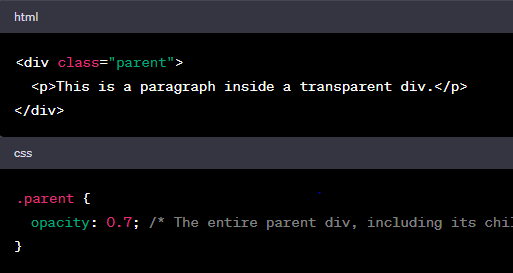 html
<div class="parent">
  <p>This is a paragraph inside a transparent div.</p>
</div>
css
.parent {
  opacity: 0.7; /* The entire parent div, including its
}